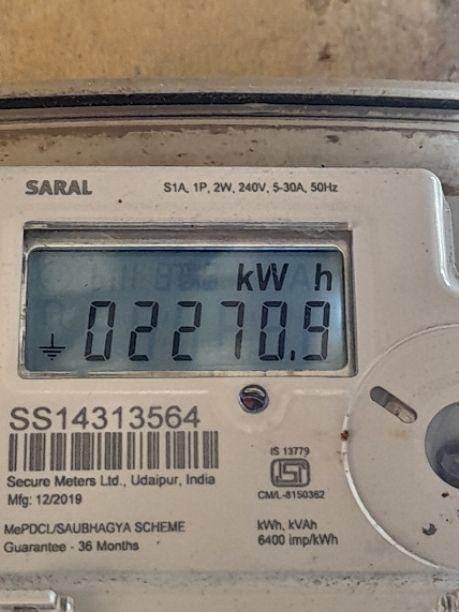 SARAL S1A, 1P, 2W, 240V, 5-30A, 50Hz
kW h
02270.9
SS14313564
Secure Meters Ltd., Udaipur, India
Mfg: 12/2019
IS 13779
ISI
CM/L-8150362
MePDCL/SAUBHAGYA SCHEME
Guarantee - 36 Months
kWh, kVAh
6400 imp/kWh